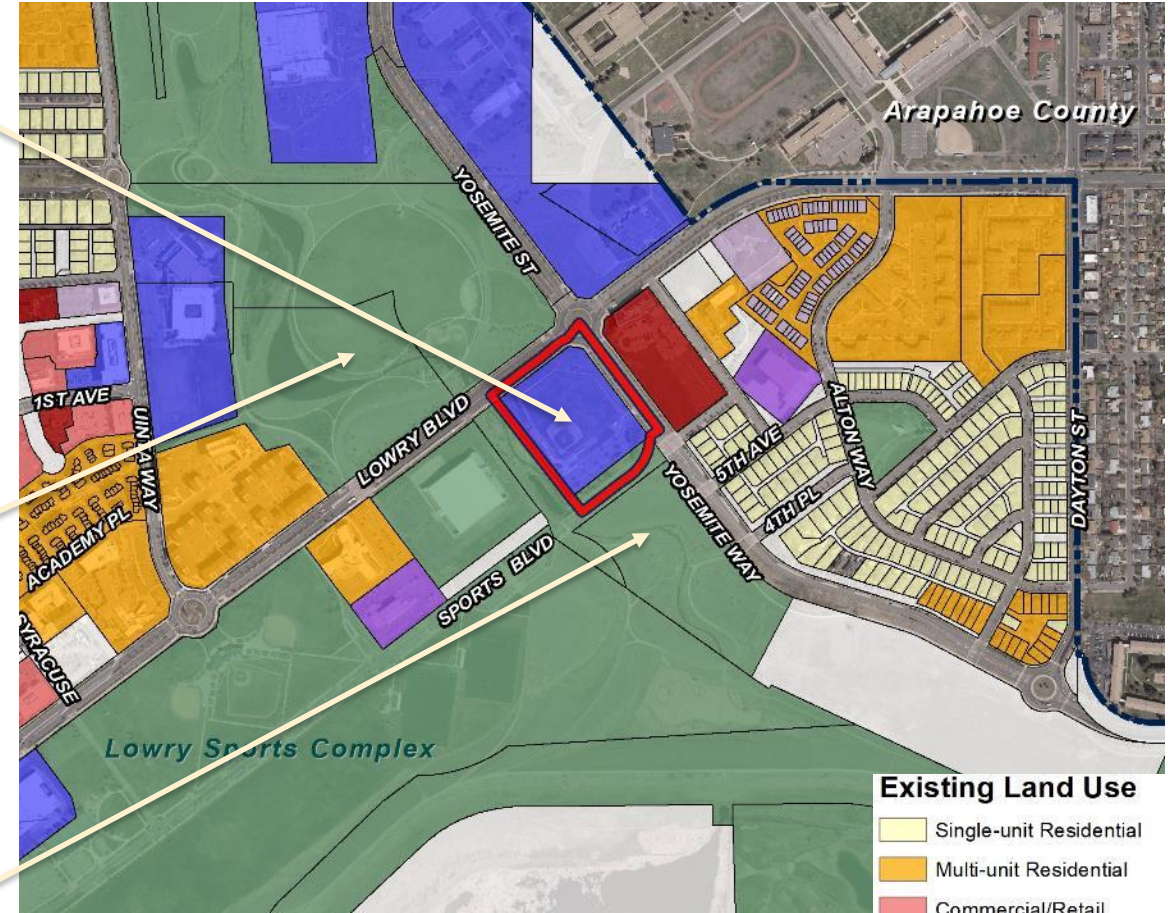 Arapahoe County
YOSEMITE ST
1ST AVE
UINTA WAY
LOWRY BLVD
5TH AVE
ALTON WAY
DAYTON ST
4TH PL
YOSEMITE WAY
ACADEMY PL
SPORTS BLVD
SYRACUSE
Lowry Sports Complex
Existing Land Use
Single-unit Residential
Multi-unit Residential
Commercial/Retail